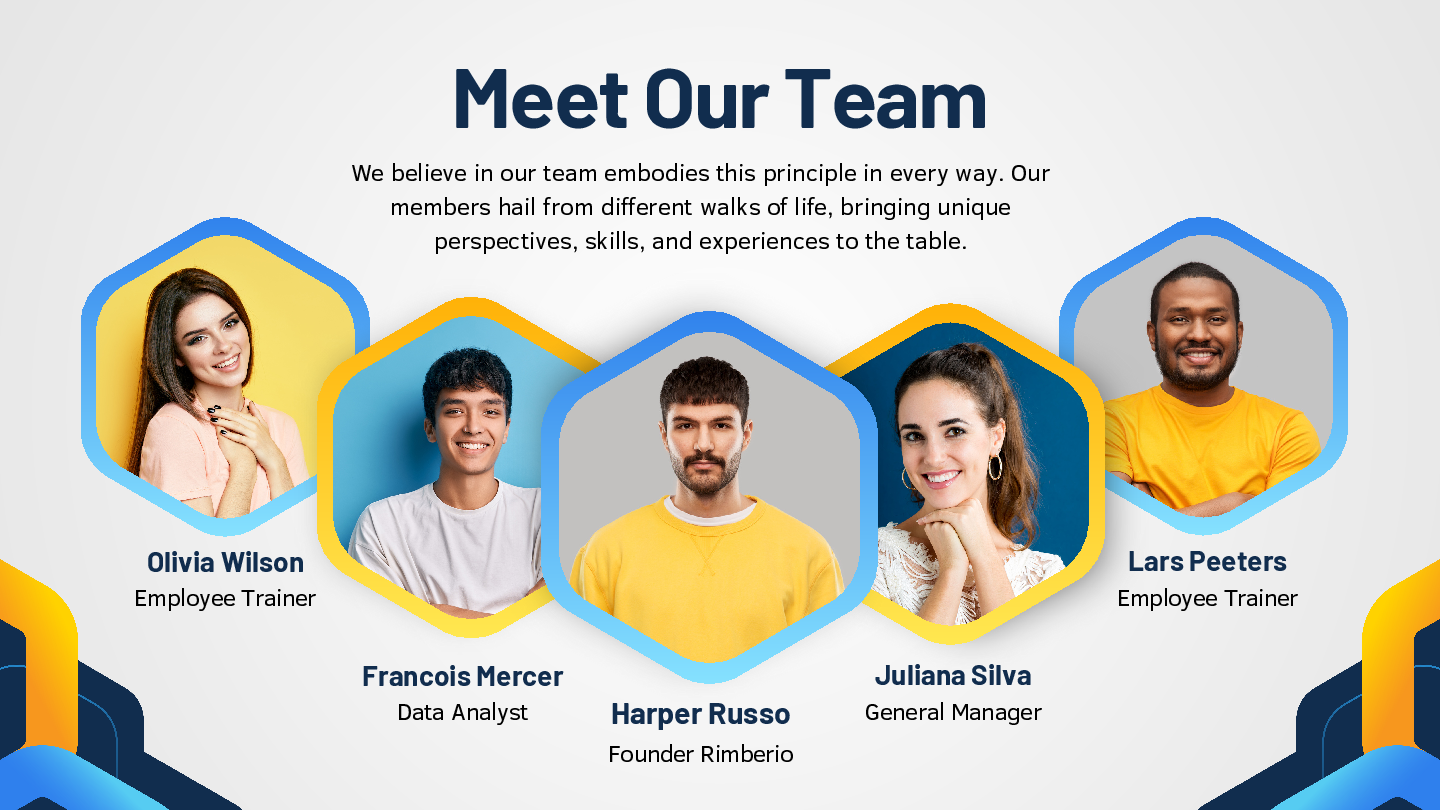 Meet Our Team
We believe in our team embodies this principle in every way. Our
members hail from different walks of life, bringing unique
perspectives, skills, and experiences to the table.
Olivia Wilson
Employee Trainer
Francois Mercer
Data Analyst
Harper Russo
Founder Rimberio
Juliana Silva
General Manager
Lars Peeters
Employee Trainer